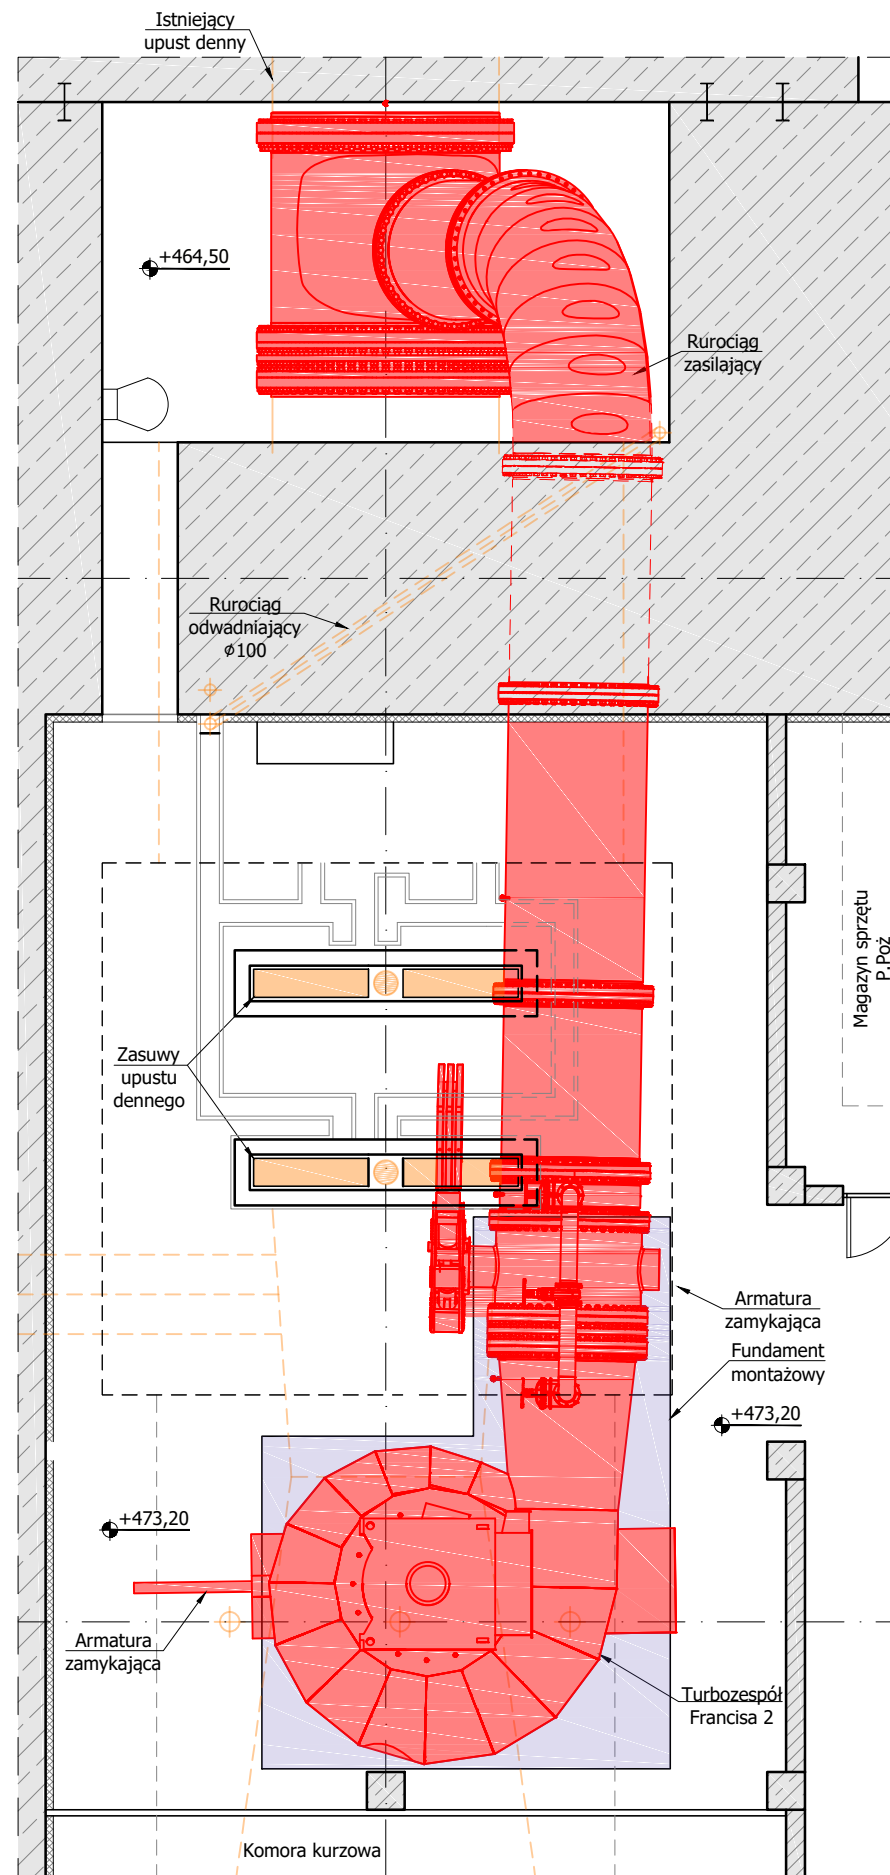 Istniejący
upust denny
+464,50
Rurociąg
zasilający
Rurociąg
odwadniający
ϕ100
Magazyn sprzętu
P.Poż
Zasuwy
upustu
dennego
Armatura
zamykająca
Fundament
montażowy
+473,20
+473,20
Armatura
zamykająca
Turbozespół
Francisa 2
Komora kurzowa